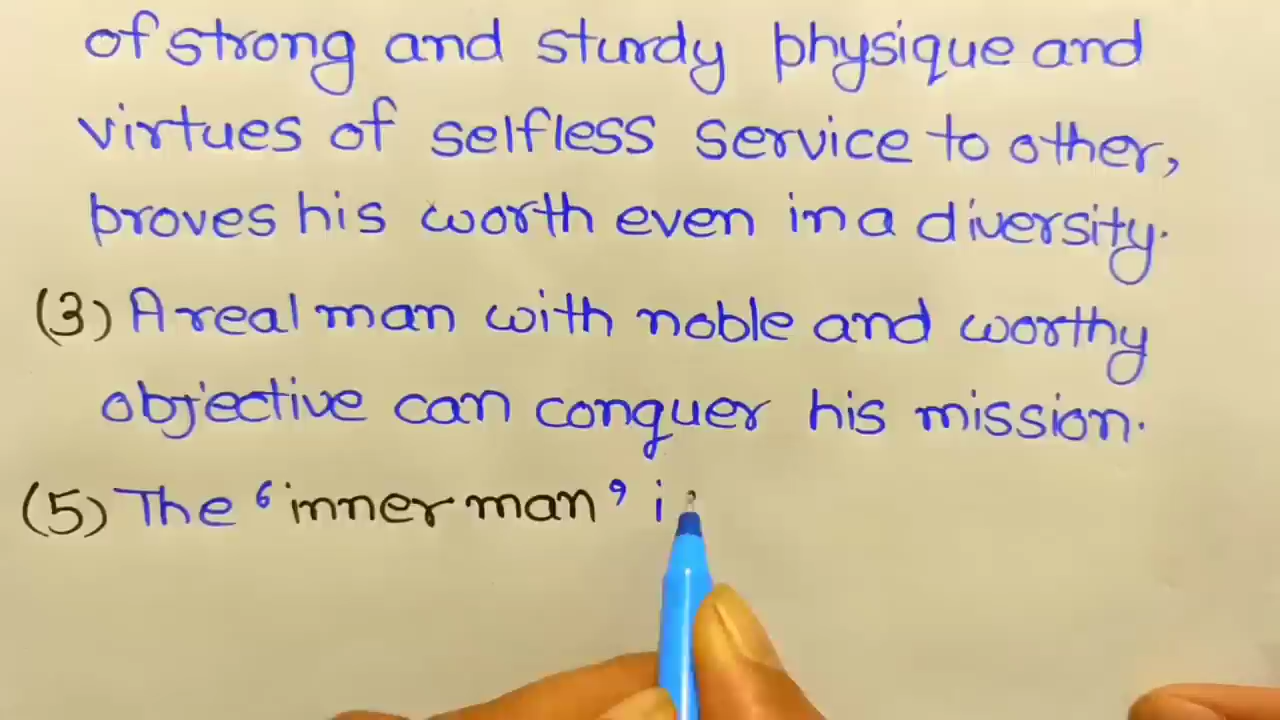 of strong and sturdy physique and
virtues of selfless service to other,
proves his worth even in a diversity.
(3) A real man with noble and worthy
objective can conquer his mission.
(5) The 'inner man' i